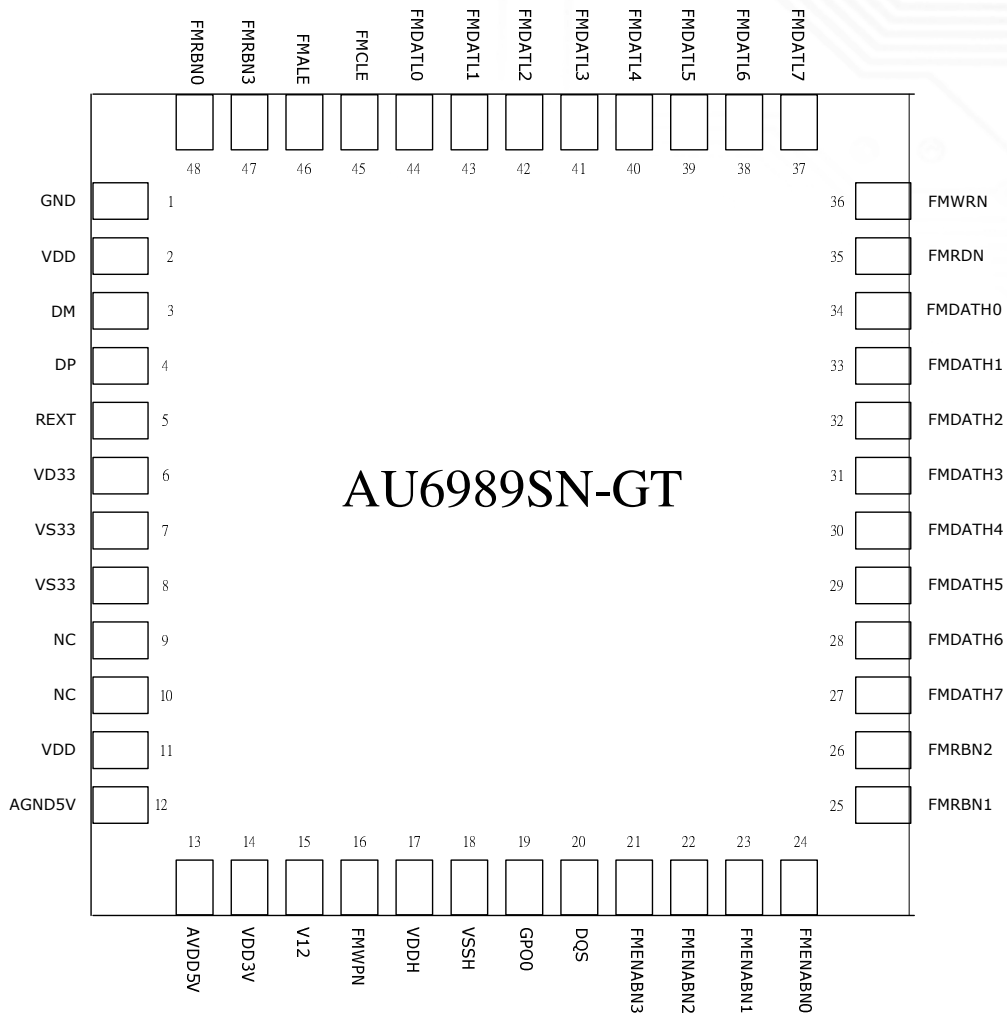 FMRBN0
FMRBN3
FMALE
FMCLE
FMDATL0
FMDATL1
FMDATL2
FMDATL3
FMDATL4
FMDATL5
FMDATL6
FMDATL7
48 47 46 45 44 43 42 41 40 39 38 37
GND 1 36 FMWRN
VDD 2 35 FMRDN
DM 3 34 FMDATH0
DP 4 33 FMDATH1
REXT 5 32 FMDATH2
VD33 6 31 FMDATH3
AU6989SN-GT
VS33 7 30 FMDATH4
VS33 8 29 FMDATH5
NC 9 28 FMDATH6
NC 10 27 FMDATH7
VDD 11 26 FMRBN2
AGND5V 12 25 FMRBN1
13 14 15 16 17 18 19 20 21 22 23 24
AVDD5V
VDD3V
V12
FMWPN
VDDH
VSSH
GPO0
DQS
FMENABN3
FMENABN2
FMENABN1
FMENABN0